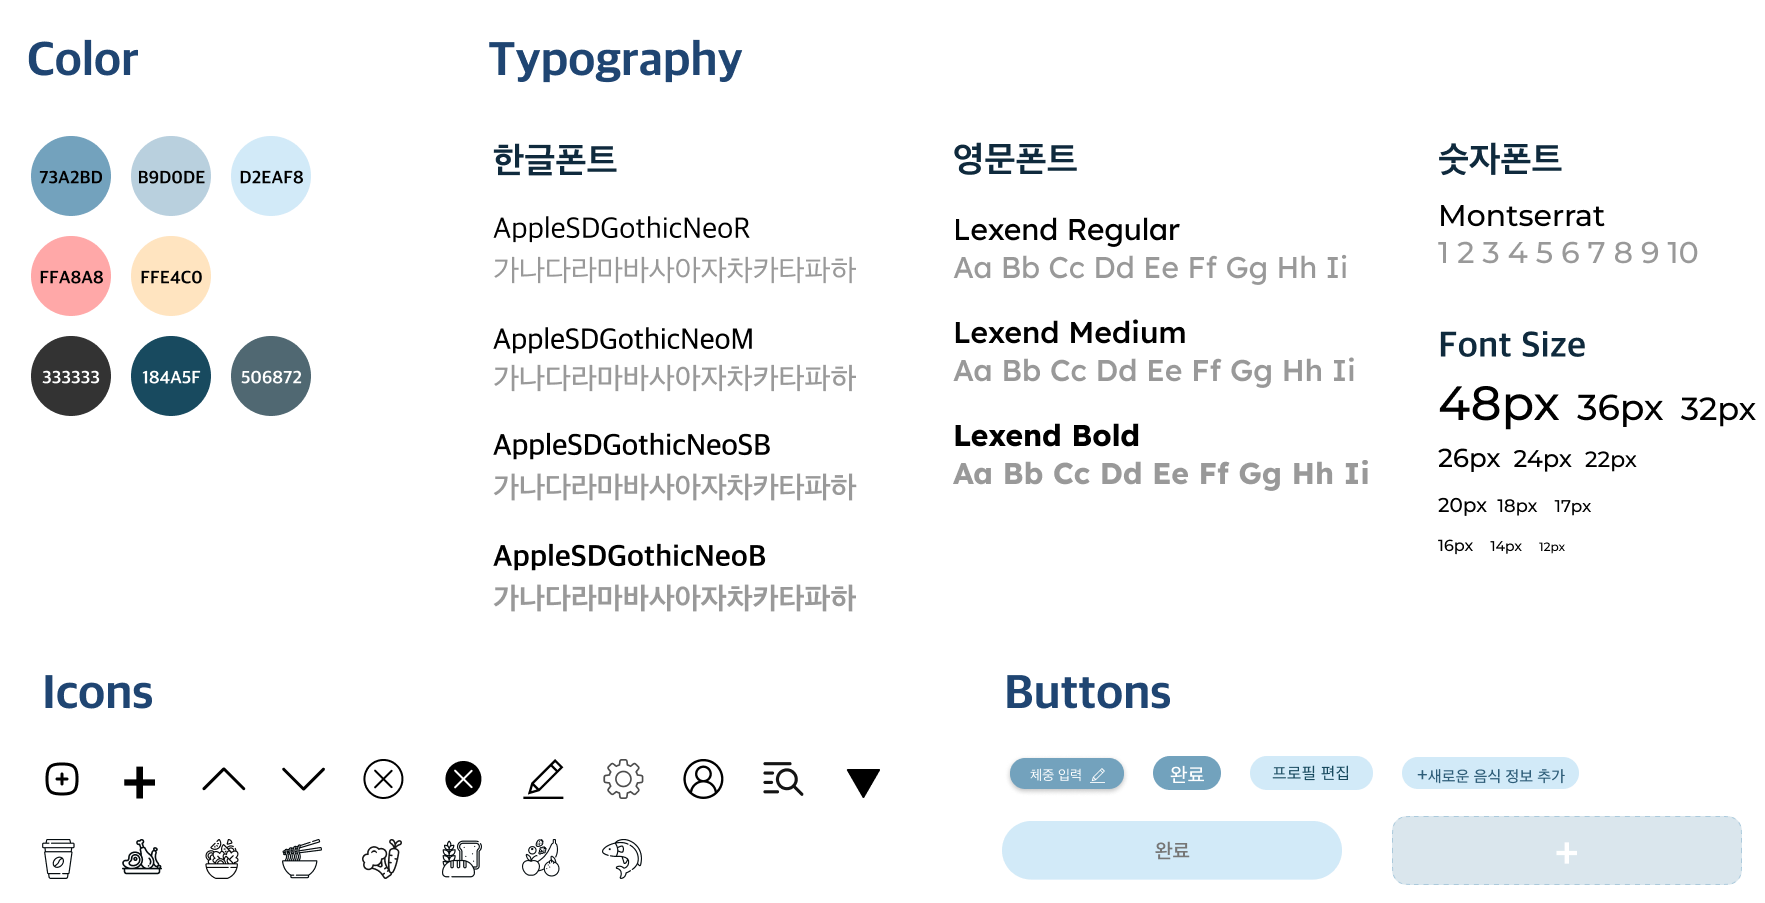 Color
73A2BD
B9D0DE
D2EAF8
FFA8A8
FFE4C0
333333
184A5F
506872
Typography
한글폰트
AppleSDGothicNeoR
가나다라마바사아자차카타파하
AppleSDGothicNeoM
가나다라마바사아자차카타파하
AppleSDGothicNeoSB
가나다라마바사아자차카타파하
AppleSDGothicNeoB
가나다라마바사아자차카타파하
영문폰트
Lexend Regular
Aa Bb Cc Dd Ee Ff Gg Hh Ii
Lexend Medium
Aa Bb Cc Dd Ee Ff Gg Hh Ii
Lexend Bold
Aa Bb Cc Dd Ee Ff Gg Hh Ii
숫자폰트
Montserrat
1 2 3 4 5 6 7 8 9 10
Font Size
48px 36px 32px
26px 24px 22px
20px 18px 17px
16px 14px 12px
Icons
Buttons
체중 입력
완료
프로필 편집
+새로운 음식 정보 추가
완료
+